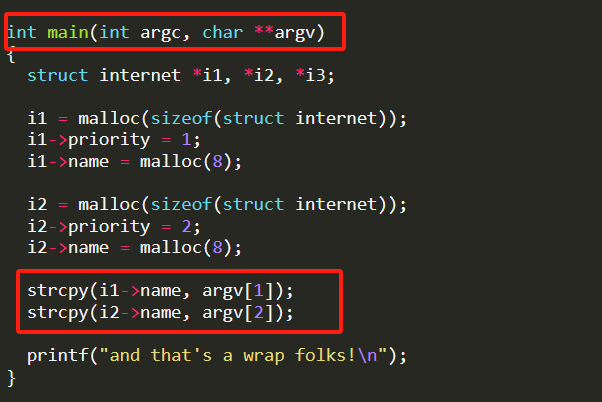 int main(int argc, char **argv)
{
  struct internet *i1, *i2, *i3;

  i1 = malloc(sizeof(struct internet));
  i1->priority = 1;
  i1->name = malloc(8);

  i2 = malloc(sizeof(struct internet));
  i2->priority = 2;
  i2->name = malloc(8);

  strcpy(i1->name, argv[1]);
  strcpy(i2->name, argv[2]);

  printf("and that's a wrap folks!\n");
}